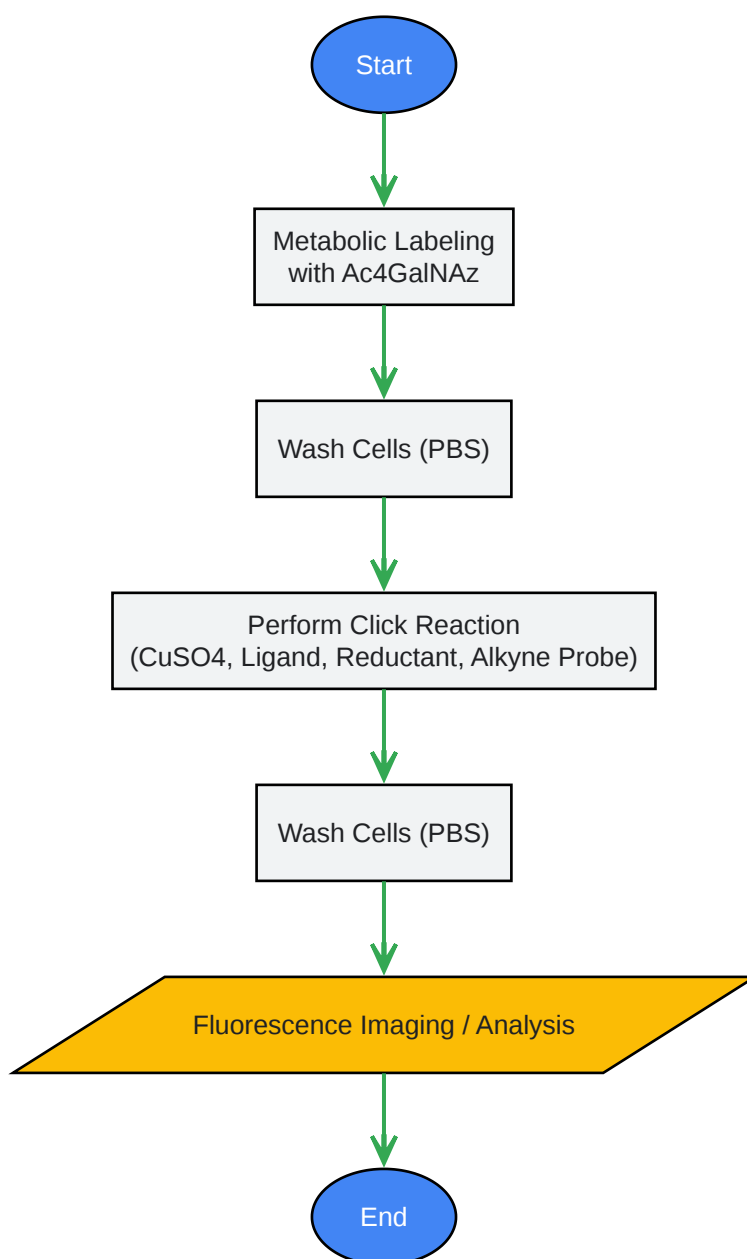 Start
Metabolic Labeling
with Ac4GalNAz
Wash Cells (PBS)
Perform Click Reaction
(CuSO4, Ligand, Reductant, Alkyne Probe)
Wash Cells (PBS)
Fluorescence Imaging / Analysis
End